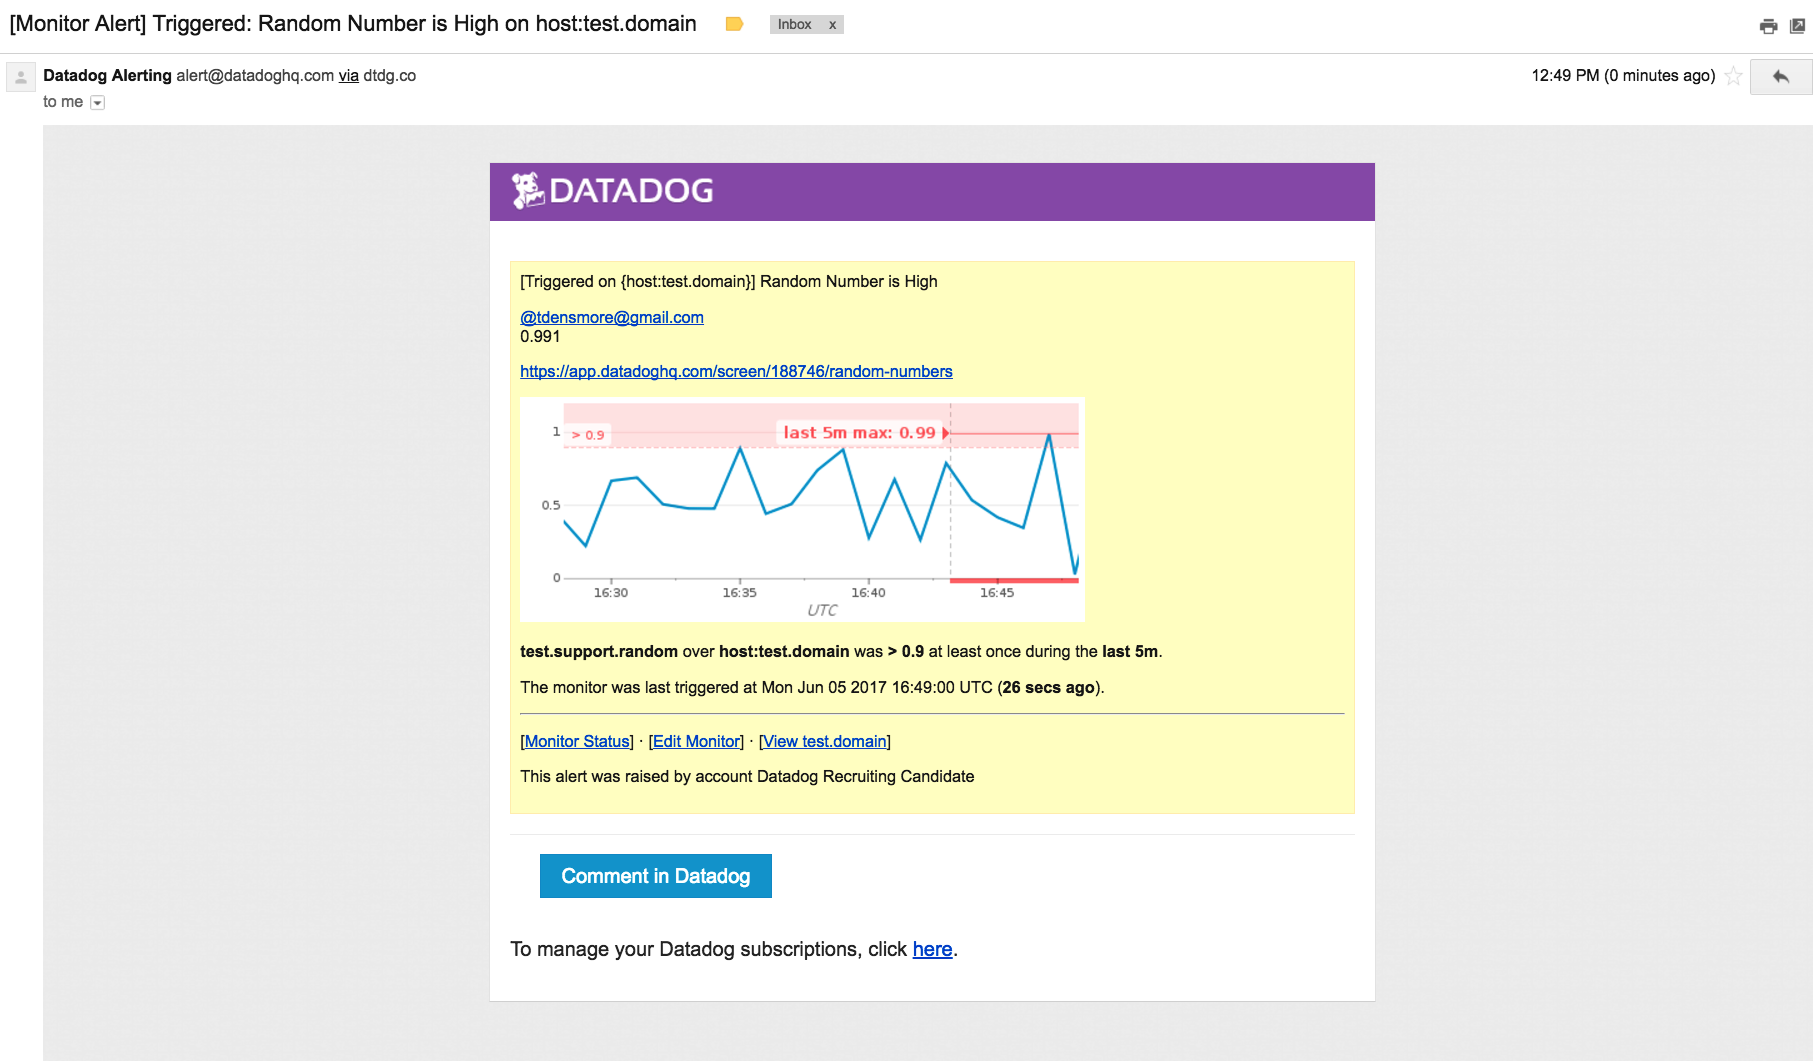 [Monitor Alert] Triggered: Random Number is High on host:test.domain
Inbox x
Datadog Alerting alert@datadoghq.com via dtdg.co
12:49 PM (0 minutes ago)
to me
DATADOG
[Triggered on {host:test.domain}] Random Number is High
@tdensmore@gmail.com
0.991
https://app.datadoghq.com/screen/188746/random-numbers
1
> 0.9
last 5m max: 0.99
0.5
0
16:30 16:35 16:40 16:45
UTC
test.support.random over host:test.domain was > 0.9 at least once during the last 5m.
The monitor was last triggered at Mon Jun 05 2017 16:49:00 UTC (26 secs ago).
[Monitor Status] · [Edit Monitor] · [View test.domain]
This alert was raised by account Datadog Recruiting Candidate
Comment in Datadog
To manage your Datadog subscriptions, click here.